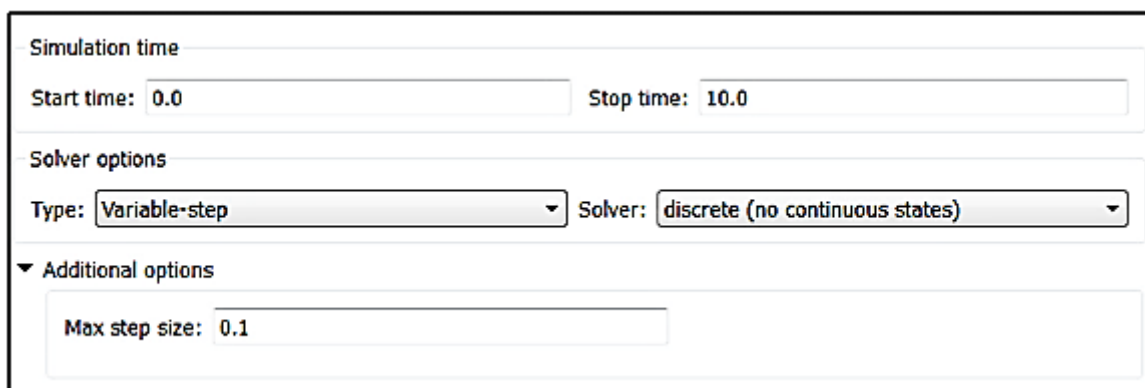 Simulation time
Start time: 0.0 Stop time: 10.0
Solver options
Type: Variable-step Solver: discrete (no continuous states)
Additional options
Max step size: 0.1